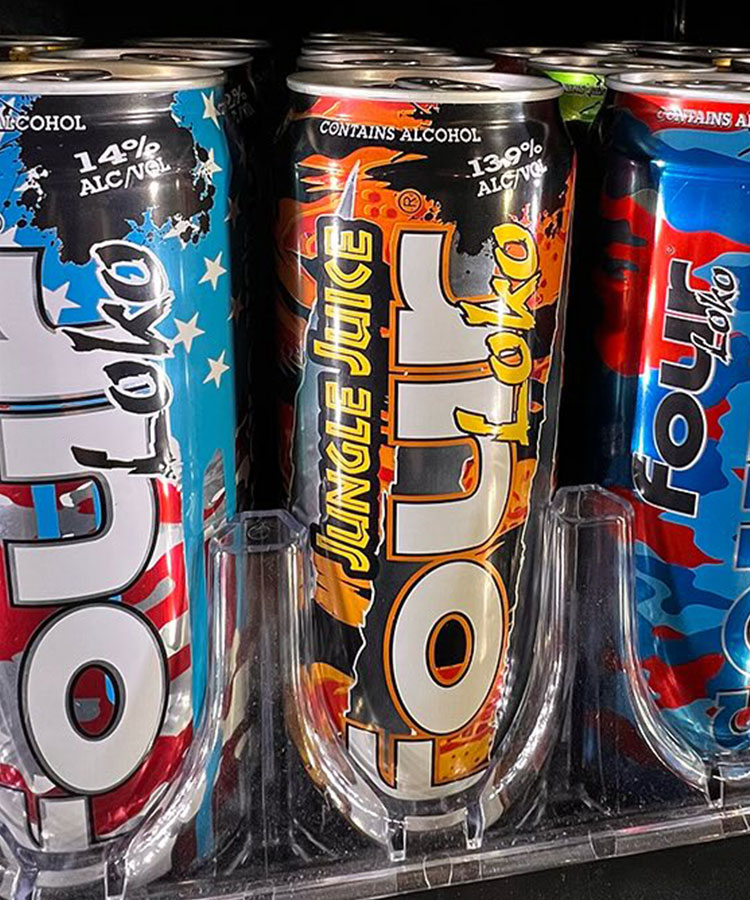 ALCOHOL
14%
ALC/VOL
Four
Loko
CONTAINS ALCOHOL
13.9%
ALC/VOL
JUNGLE JUICE
FOUR
®
LOKO
CONTAINS
FOUR
Loko